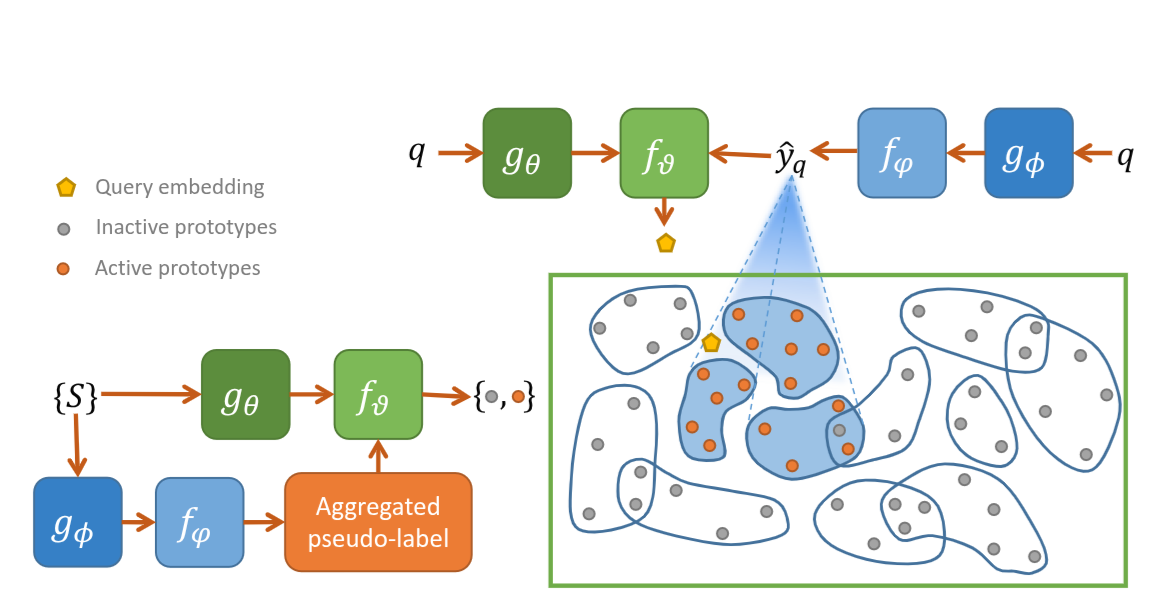 q
g_θ
f_ϑ
ŷ_q
f_φ
g_ϕ
q
Query embedding
Inactive prototypes
Active prototypes
{S}
g_θ
f_ϑ
{ , }
g_ϕ
f_φ
Aggregated
pseudo-label